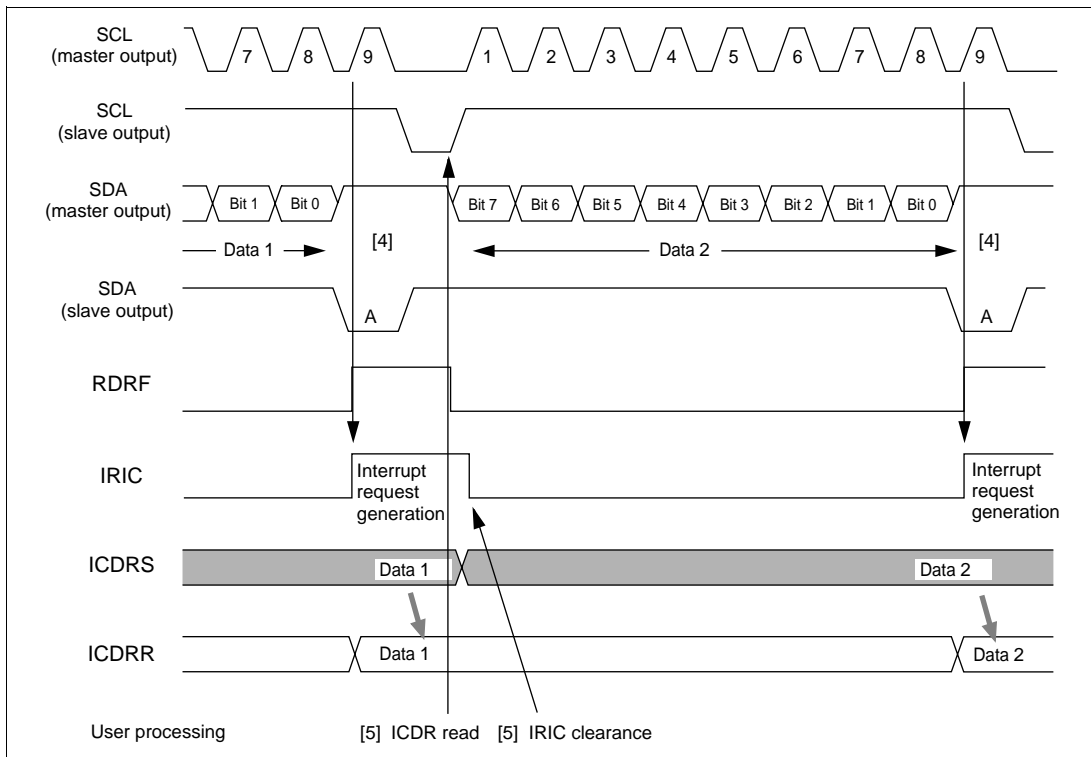 SCL
(master output)
7 8 9 1 2 3 4 5 6 7 8 9
SCL
(slave output)
SDA
(master output)
Bit 1 Bit 0 Bit 7 Bit 6 Bit 5 Bit 4 Bit 3 Bit 2 Bit 1 Bit 0
Data 1 [4] Data 2 [4]
SDA
(slave output)
A A
RDRF
IRIC
Interrupt
request
generation
Interrupt
request
generation
ICDRS
Data 1 Data 2
ICDRR
Data 1 Data 2
User processing [5] ICDR read [5] IRIC clearance